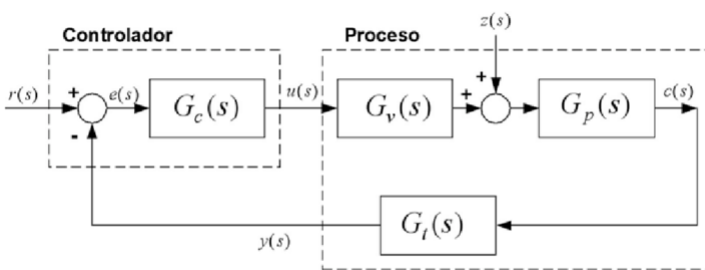 Controlador
Proceso
z(s)
r(s)
+
-
e(s)
G_c(s)
u(s)
G_v(s)
+
+
G_p(s)
c(s)
G_t(s)
y(s)